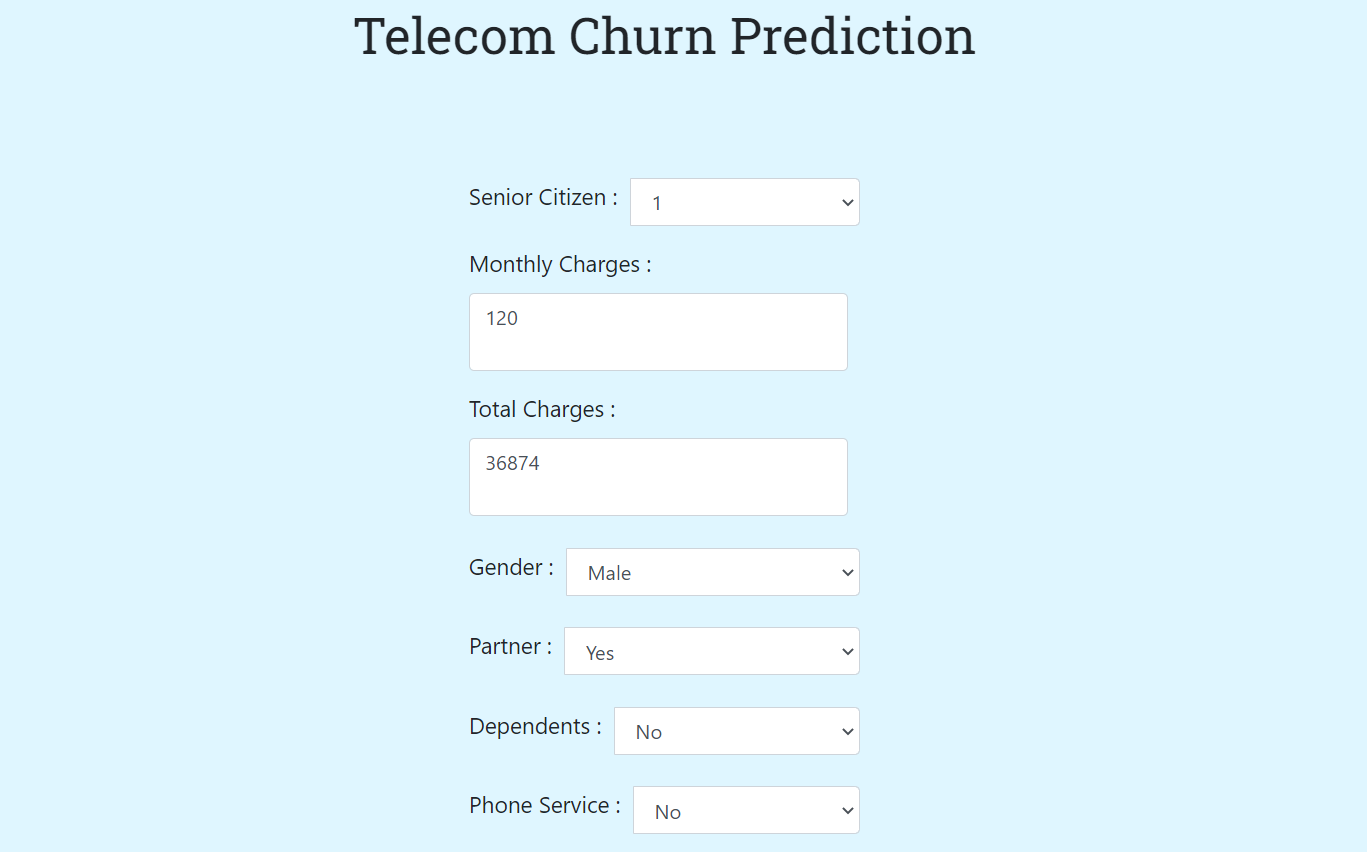 Telecom Churn Prediction
Senior Citizen : 1
Monthly Charges :
120
Total Charges :
36874
Gender : Male
Partner : Yes
Dependents : No
Phone Service : No